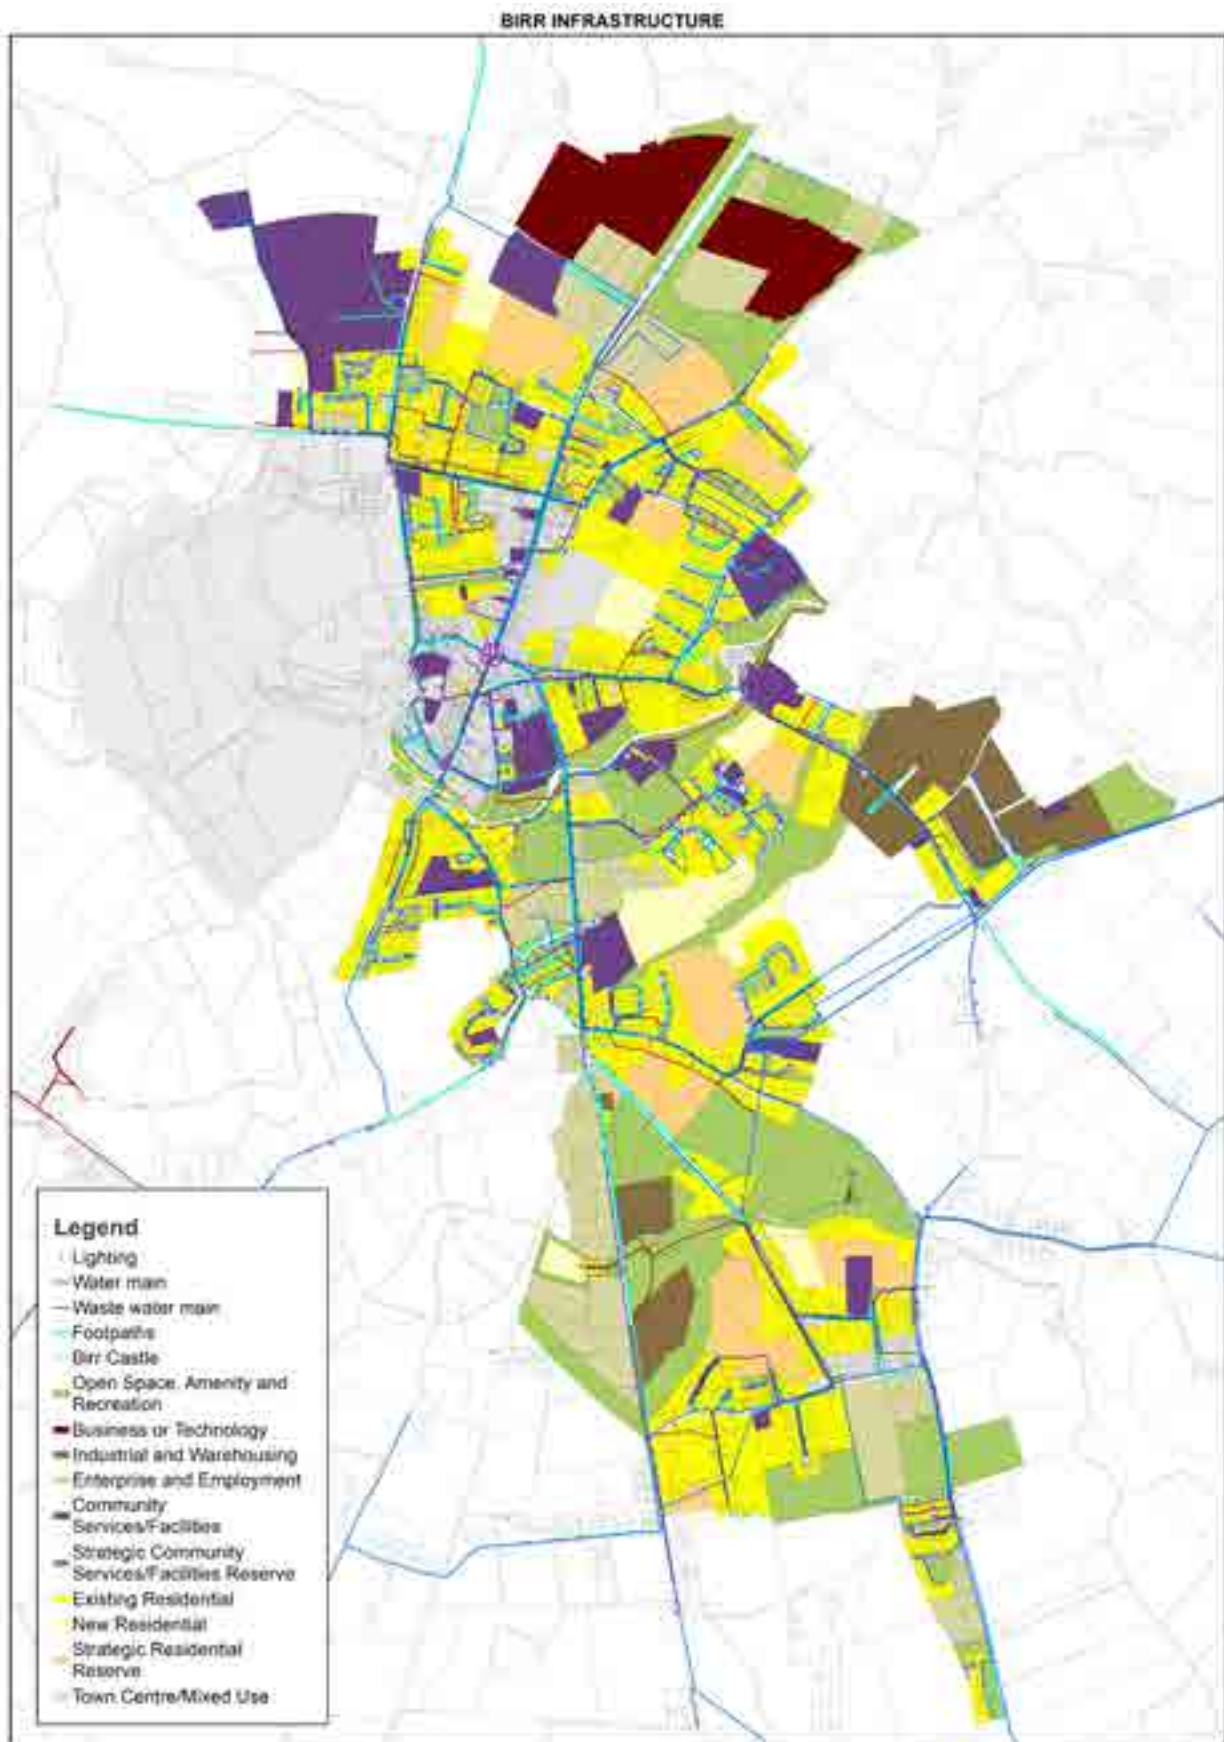 BIRR INFRASTRUCTURE
Legend
Lighting
Water main
Waste water main
Footpaths
Birr Castle
Open Space, Amenity and
Recreation
Business or Technology
Industrial and Warehousing
Enterprise and Employment
Community
Services/Facilities
Strategic Community
Services/Facilities Reserve
Existing Residential
New Residential
Strategic Residential
Reserve
Town Centre/Mixed Use